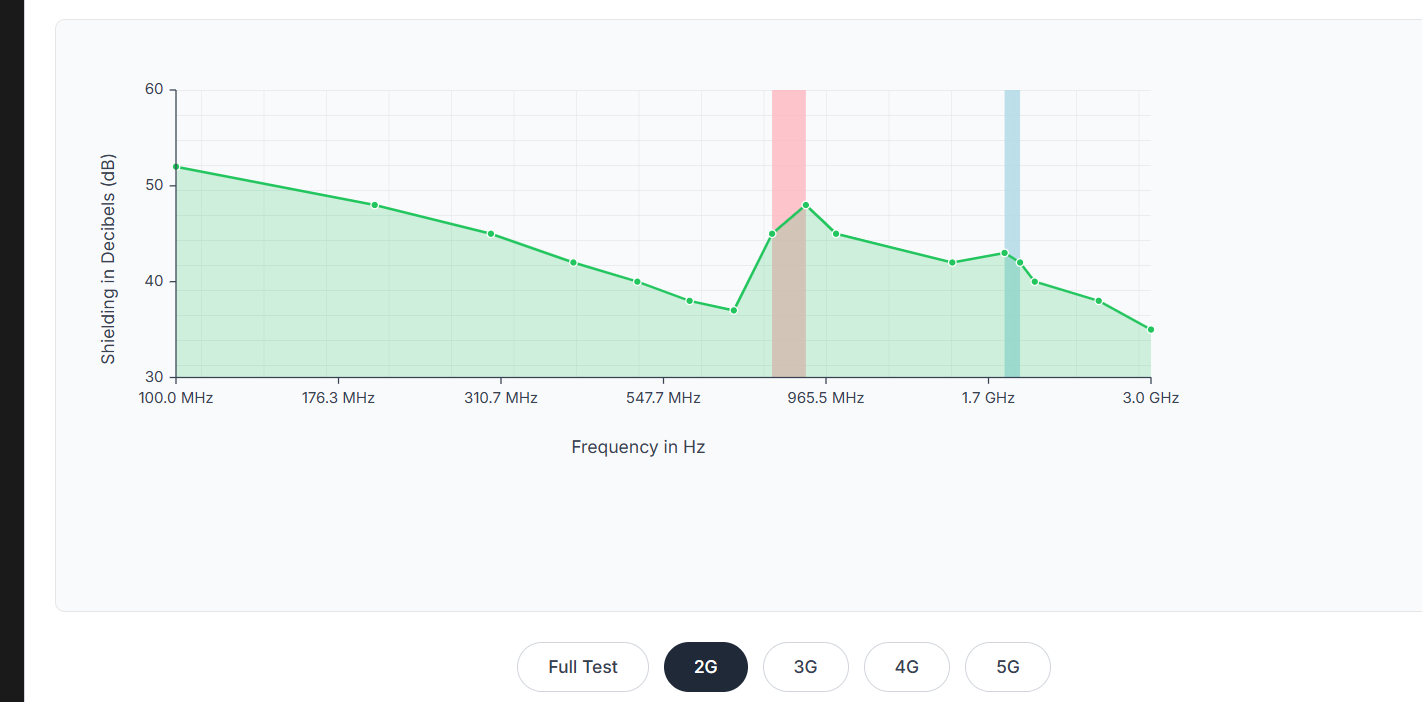 60
50
40
30
Shielding in Decibels (dB)
100.0 MHz 176.3 MHz 310.7 MHz 547.7 MHz 965.5 MHz 1.7 GHz 3.0 GHz
Frequency in Hz
Full Test 2G 3G 4G 5G